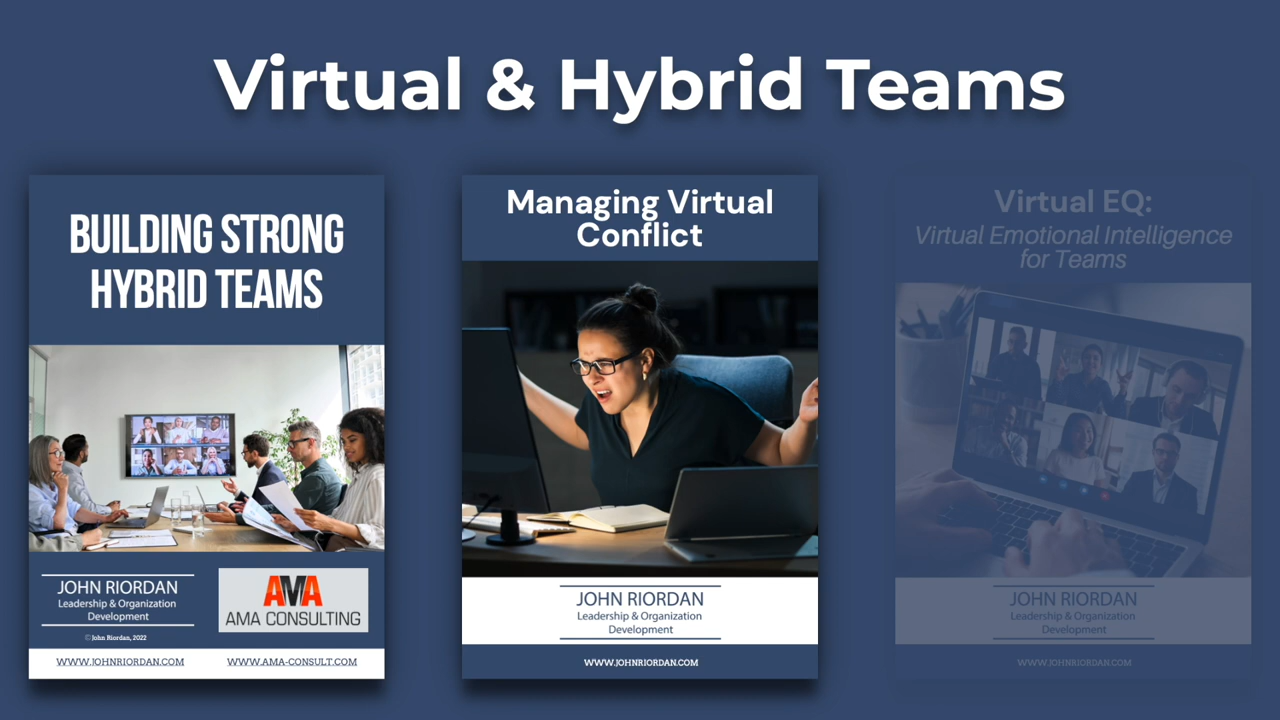 Virtual & Hybrid Teams
BUILDING STRONG
HYBRID TEAMS
JOHN RIORDAN
Leadership & Organization
Development
© John Riordan, 2022
AMA
AMA CONSULTING
WWW.JOHNRIORDAN.COM
WWW.AMA-CONSULT.COM
Managing Virtual
Conflict
JOHN RIORDAN
Leadership & Organization
Development
WWW.JOHNRIORDAN.COM
Virtual EQ:
Virtual Emotional Intelligence
for Teams
JOHN RIORDAN
Leadership & Organization
Development
WWW.JOHNRIORDAN.COM